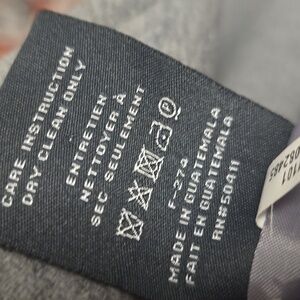 CARE INSTRUCTION
DRY CLEAN ONLY
ENTRETIEN
NETTOYER À
SEC SEULEMENT
P
F-274
MADE IN GUATEMALA
FAIT EN GUATEMALA
RN#50411